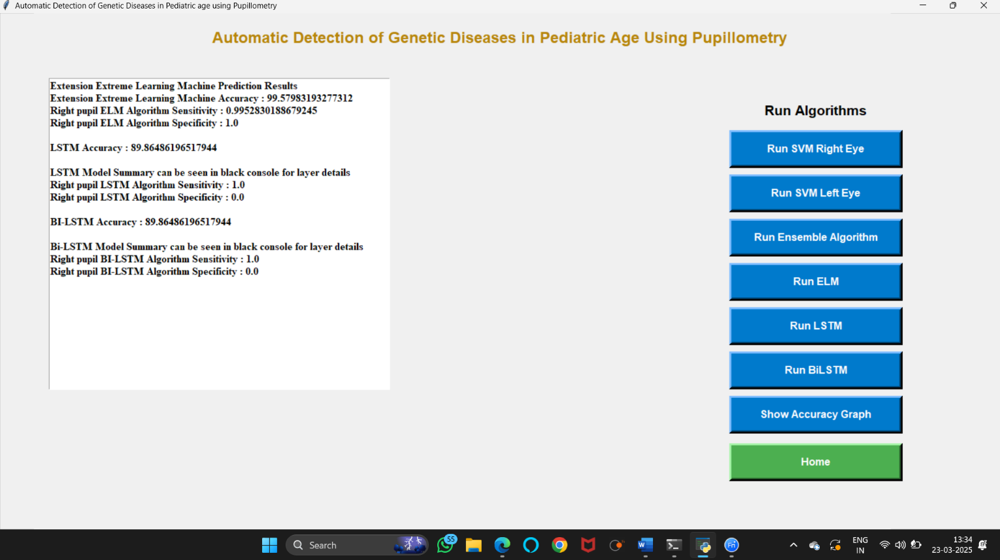 Automatic Detection of Genetic Diseases in Pediatric age using Pupillometry
Automatic Detection of Genetic Diseases in Pediatric Age Using Pupillometry
Extension Extreme Learning Machine Prediction Results
Extension Extreme Learning Machine Accuracy : 99.57983193277312
Right pupil ELM Algorithm Sensitivity : 0.9952830188679245
Right pupil ELM Algorithm Specificity : 1.0
LSTM Accuracy : 89.86486196517944
LSTM Model Summary can be seen in black console for layer details
Right pupil LSTM Algorithm Sensitivity : 1.0
Right pupil LSTM Algorithm Specificity : 0.0
BI-LSTM Accuracy : 89.86486196517944
Bi-LSTM Model Summary can be seen in black console for layer details
Right pupil BI-LSTM Algorithm Sensitivity : 1.0
Right pupil BI-LSTM Algorithm Specificity : 0.0
Run Algorithms
Run SVM Right Eye
Run SVM Left Eye
Run Ensemble Algorithm
Run ELM
Run LSTM
Run BiLSTM
Show Accuracy Graph
Home
Search
55
ENG
IN
13:34
23-03-2025